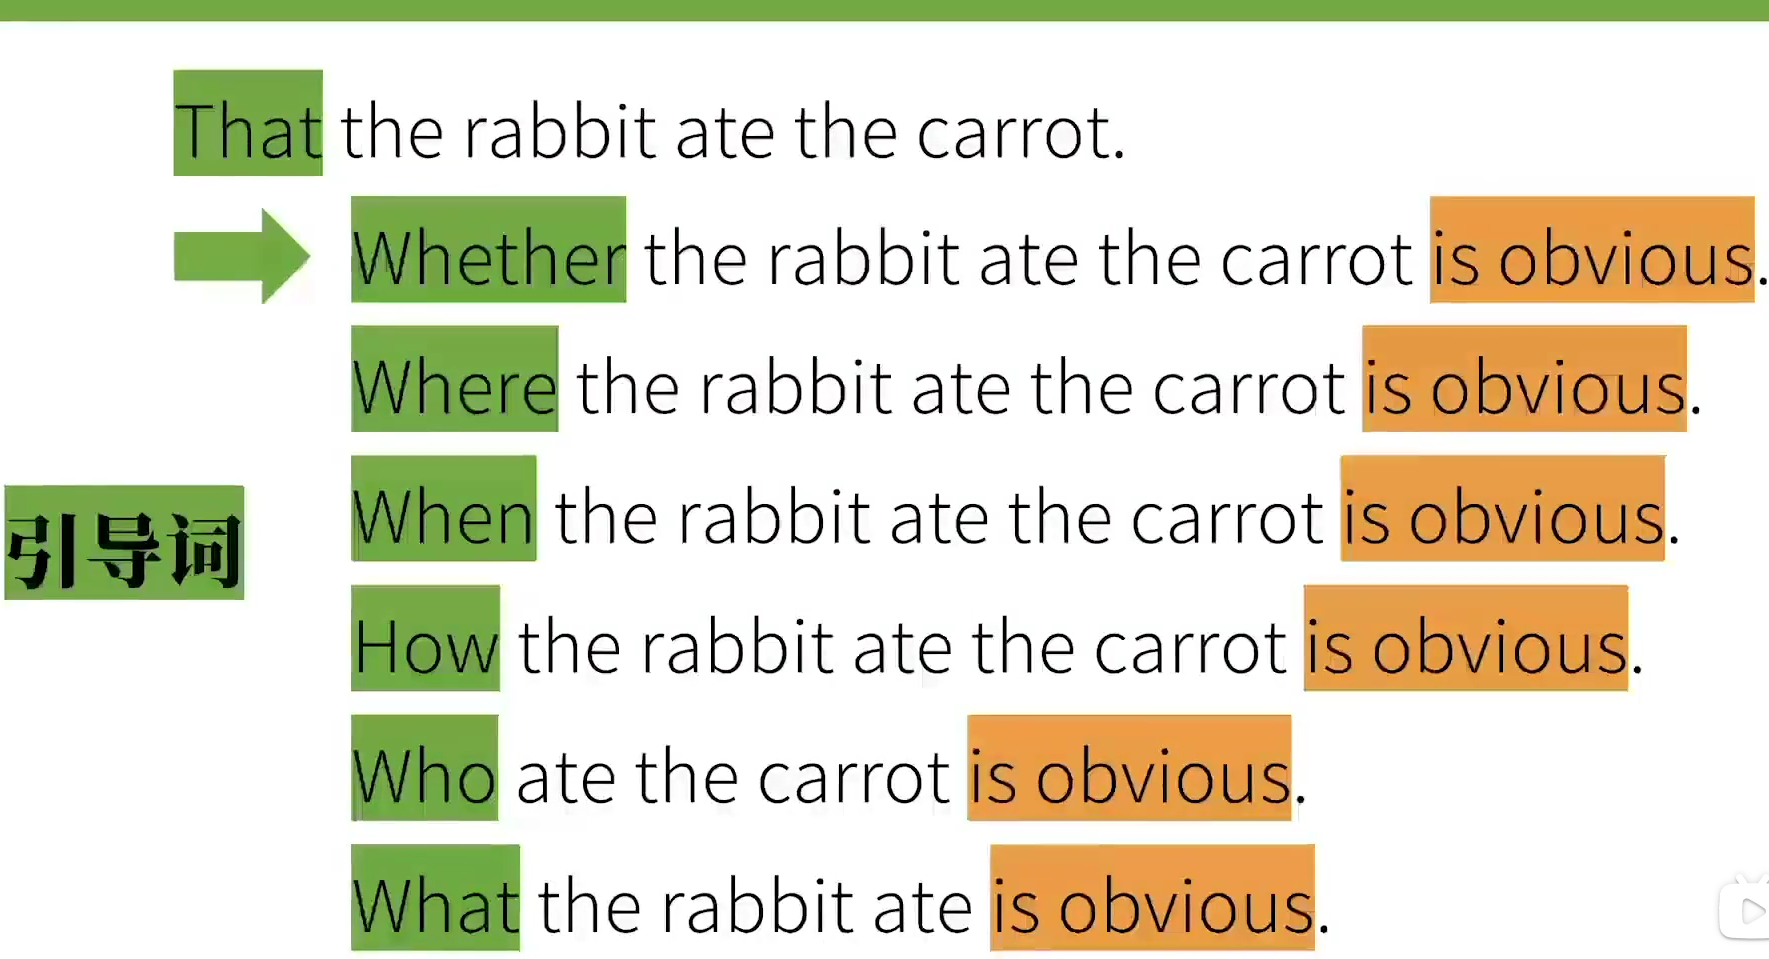 That the rabbit ate the carrot.
Whether the rabbit ate the carrot is obvious.
Where the rabbit ate the carrot is obvious.
When the rabbit ate the carrot is obvious.
引导词
How the rabbit ate the carrot is obvious.
Who ate the carrot is obvious.
What the rabbit ate is obvious.